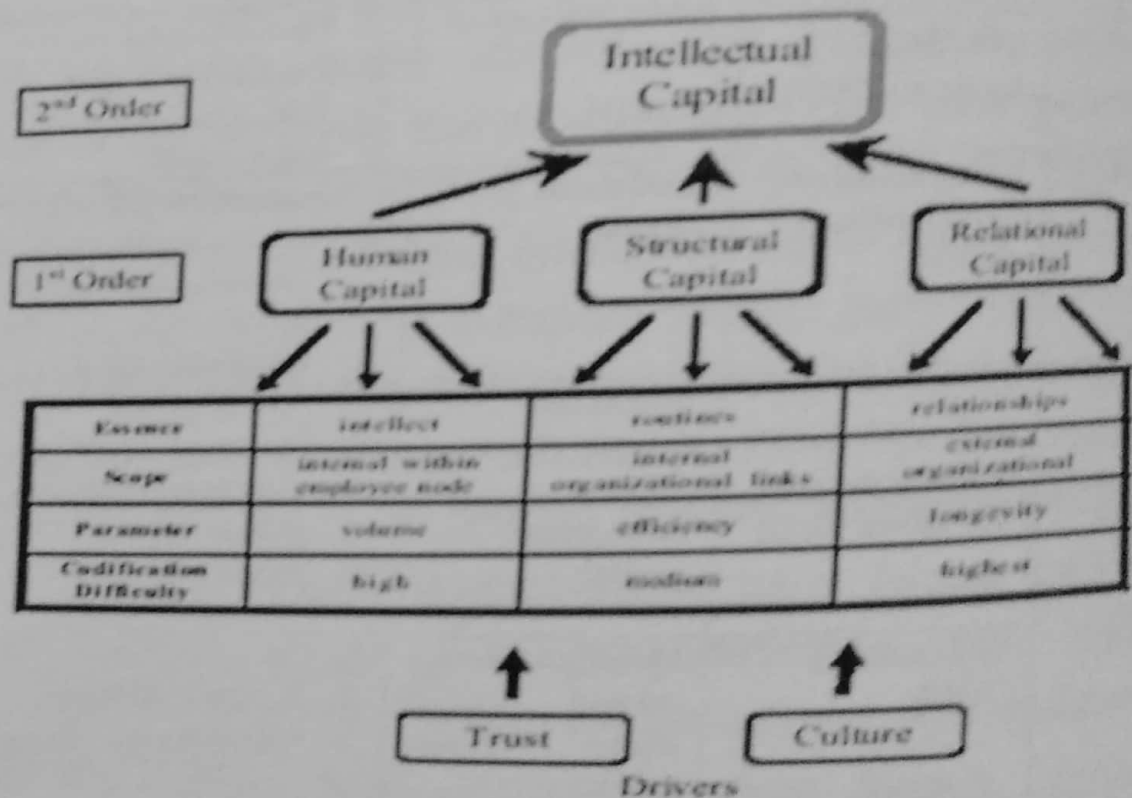 Intellectual
Capital
2nd Order
1st Order
Human
Capital
Structural
Capital
Relational
Capital
Essence
intellect
routines
relationships
Scope
internal within
employee node
internal
organizational links
external
organizational
Parameter
volume
efficiency
longevity
Codification
Difficulty
high
medium
highest
Trust
Culture
Drivers